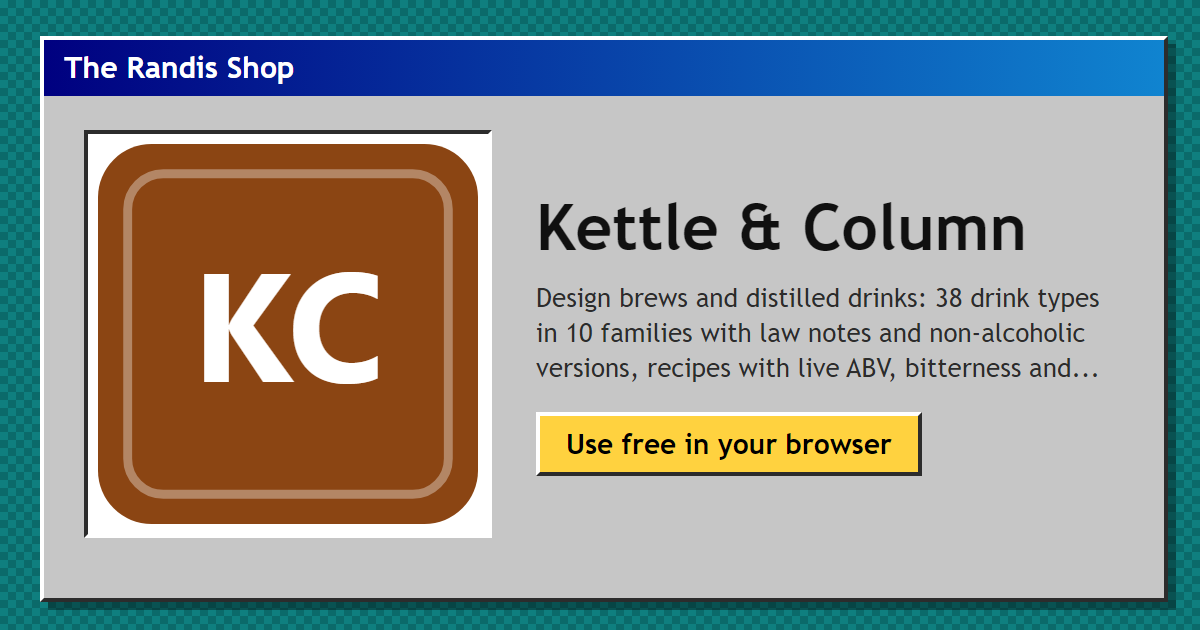 The Randis Shop
KC
Kettle & Column
Design brews and distilled drinks: 38 drink types
in 10 families with law notes and non-alcoholic
versions, recipes with live ABV, bitterness and...
Use free in your browser